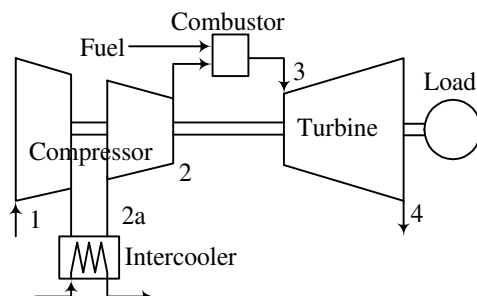 Combustor
Fuel
3
Load
Turbine
Compressor
2
1
2a
4
Intercooler